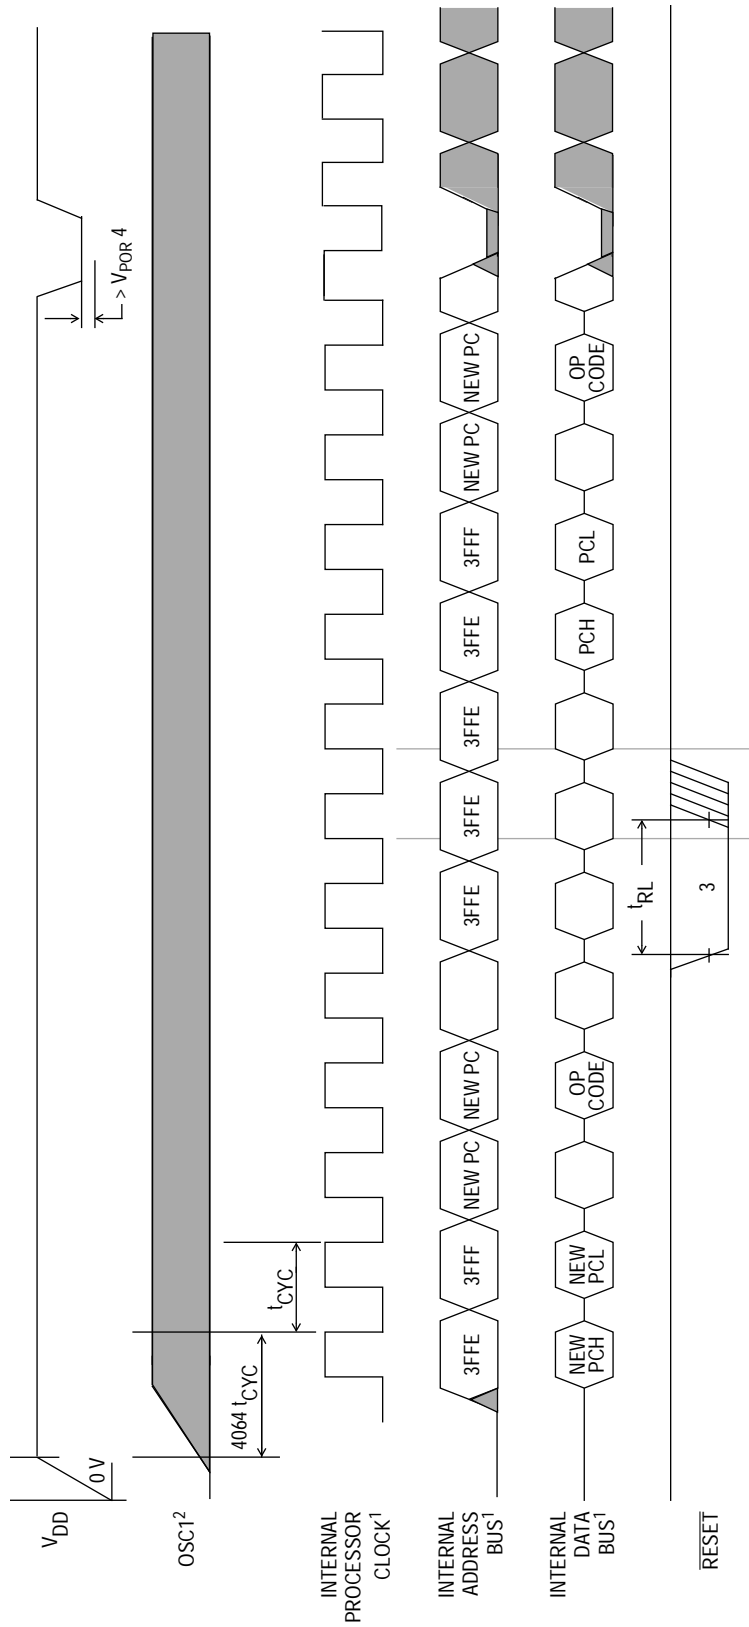 V_DD
0 V
> V_POR 4
OSC1²
4064 t_CYC
t_CYC
INTERNAL
PROCESSOR
CLOCK¹
INTERNAL
ADDRESS
BUS¹
3FFE
3FFF
NEW PC
NEW PC
3FFE
3FFE
3FFE
3FFE
3FFF
NEW PC
NEW PC
INTERNAL
DATA
BUS¹
NEW
PCH
NEW
PCL
OP
CODE
PCH
PCL
OP
CODE
RESET
t_RL
3